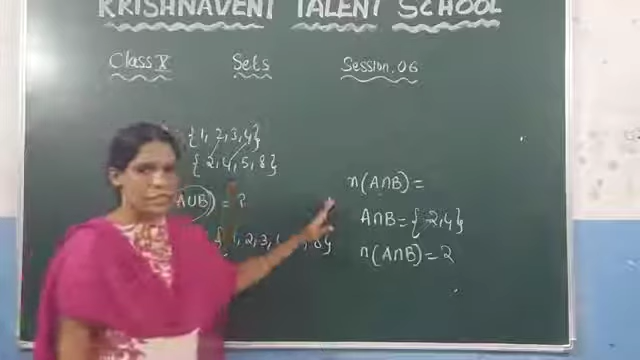 KRISHNAVENI TALENT SCHOOL
Class X Sets Session.06
{1, 2, 3, 4}
{2, 4, 5, 8}
A∪B) = ?
{1, 2, 3,
n(A∩B) =
A∩B = {2,4}
n(A∩B) = 2